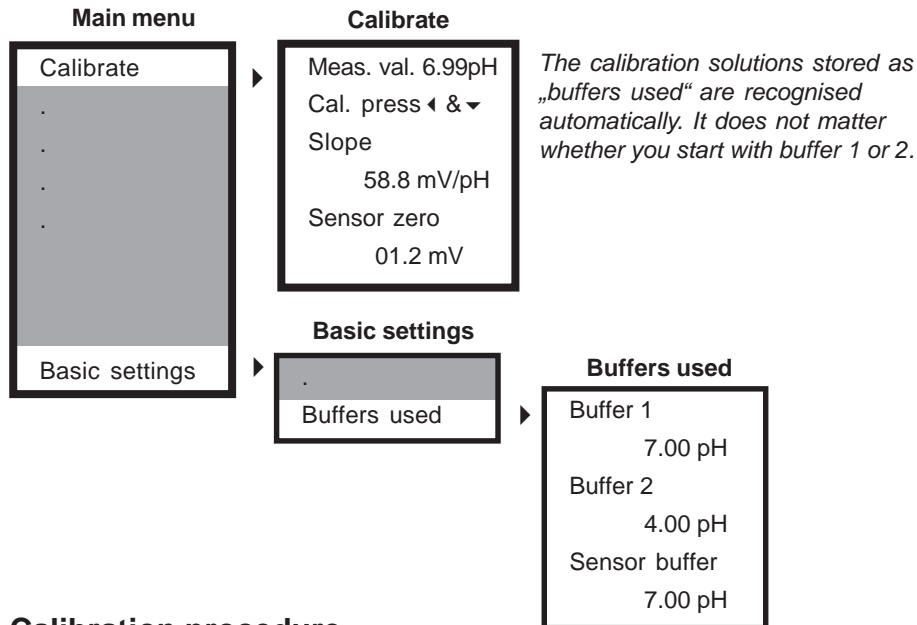 Main menu
Calibrate
.
.
.
.
Basic settings
Calibrate
Meas. val. 6.99pH
Cal. press ◂ & ▾
Slope
58.8 mV/pH
Sensor zero
01.2 mV
The calibration solutions stored as
„buffers used“ are recognised
automatically. It does not matter
whether you start with buffer 1 or 2.
Basic settings
.
Buffers used
Buffers used
Buffer 1
7.00 pH
Buffer 2
4.00 pH
Sensor buffer
7.00 pH
Calibration procedure